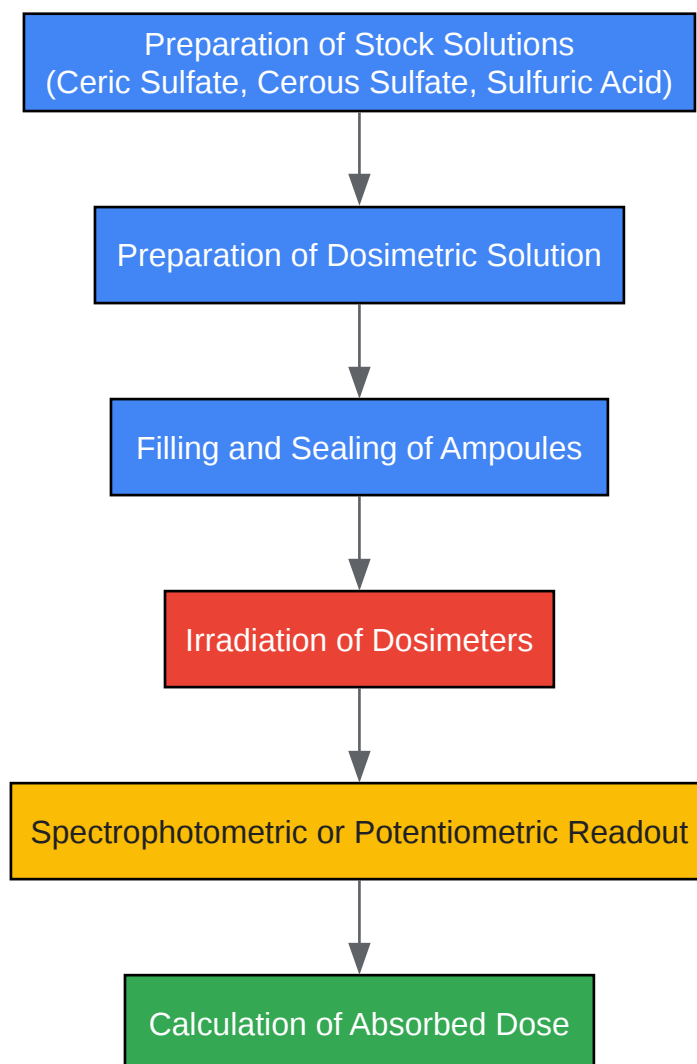 Preparation of Stock Solutions
(Ceric Sulfate, Cerous Sulfate, Sulfuric Acid)
Preparation of Dosimetric Solution
Filling and Sealing of Ampoules
Irradiation of Dosimeters
Spectrophotometric or Potentiometric Readout
Calculation of Absorbed Dose